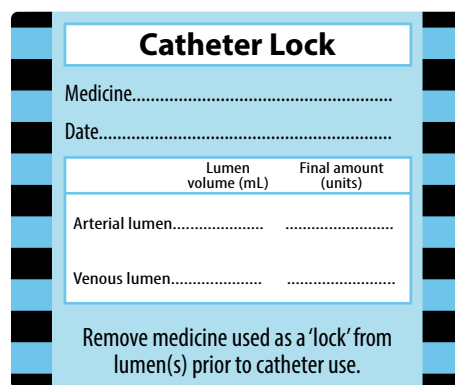 Catheter Lock
Medicine....................................................
Date...........................................................
Lumen volume (mL) Final amount (units)
Arterial lumen...................... ..........................
Venous lumen...................... ..........................
Remove medicine used as a ‘lock’ from
lumen(s) prior to catheter use.